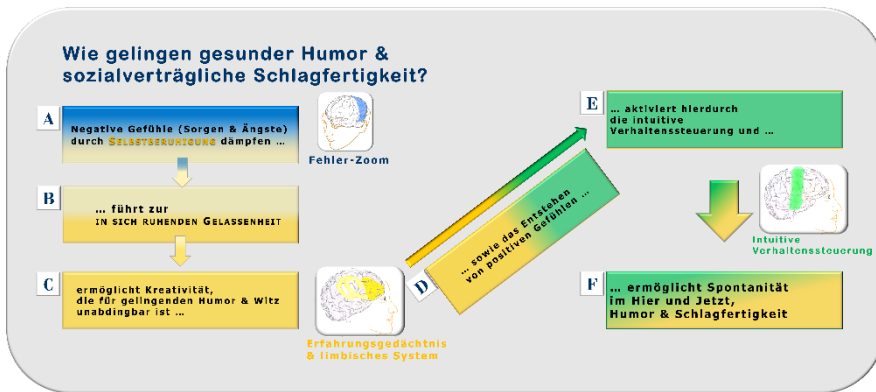 Wie gelingen gesunder Humor &
sozialverträgliche Schlagfertigkeit?
A
Negative Gefühle (Sorgen & Ängste)
durch SELBSTBERUHIGUNG dämpfen ...
Fehler-Zoom
B
... führt zur
IN SICH RUHENDEN GELASSENHEIT
C
ermöglicht Kreativität,
die für gelingenden Humor & Witz
unabdingbar ist ...
Erfahrungsgedächtnis
& limbisches System
D
... sowie das Entstehen
von positiven Gefühlen ...
E
... aktiviert hierdurch
die intuitive
Verhaltenssteuerung und ...
Intuitive
Verhaltenssteuerung
F
... ermöglicht Spontanität
im Hier und Jetzt,
Humor & Schlagfertigkeit